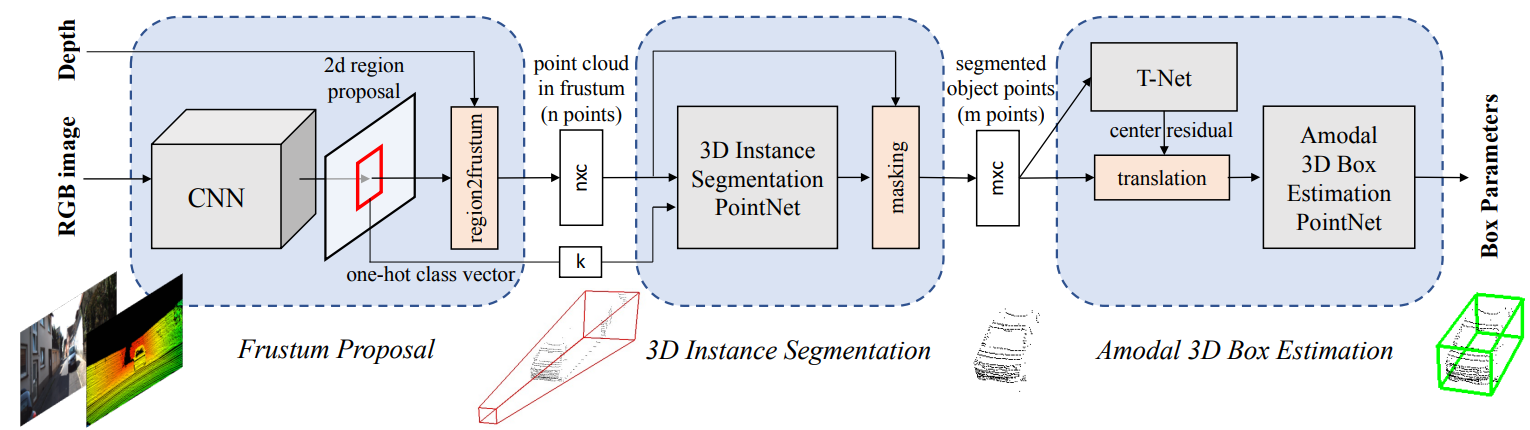 Depth
RGB image
CNN
2d region
proposal
region2frustum
one-hot class vector
Frustum Proposal
point cloud
in frustum
(n points)
nxc
k
3D Instance
Segmentation
PointNet
masking
3D Instance Segmentation
segmented
object points
(m points)
mxc
T-Net
center residual
translation
Amodal
3D Box
Estimation
PointNet
Amodal 3D Box Estimation
Box Parameters